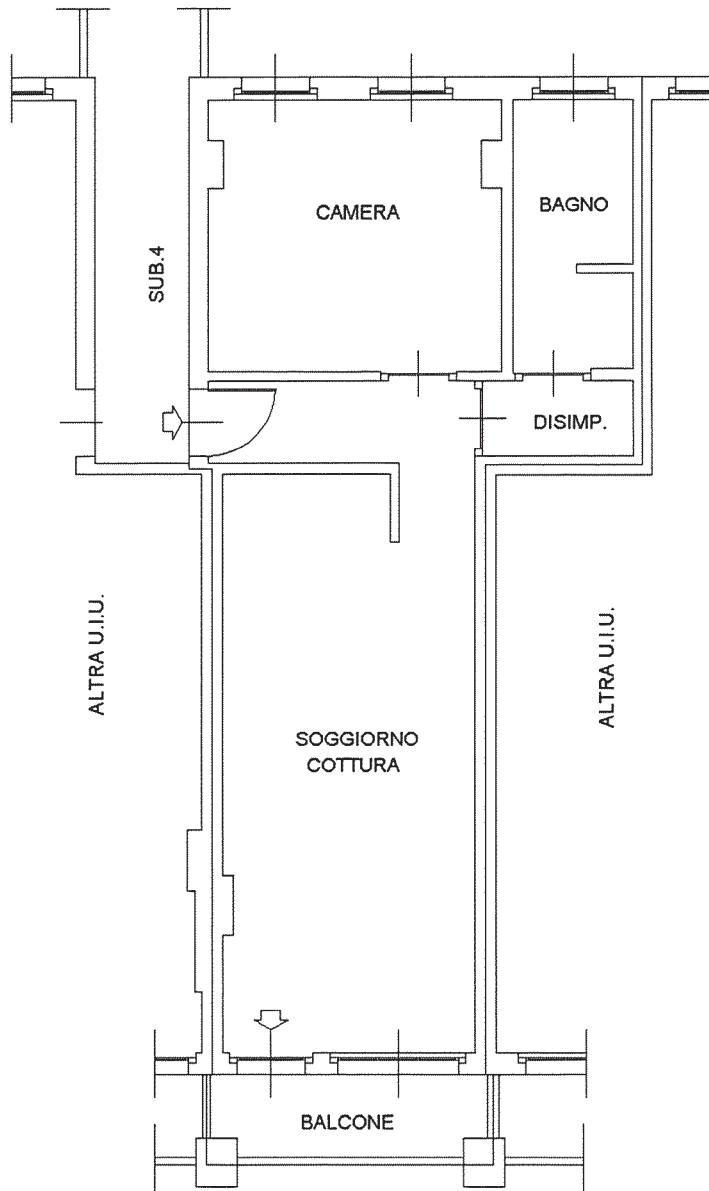 CAMERA
BAGNO
SUB.4
DISIMP.
ALTRA U.I.U.
ALTRA U.I.U.
SOGGIORNO
COTTURA
BALCONE